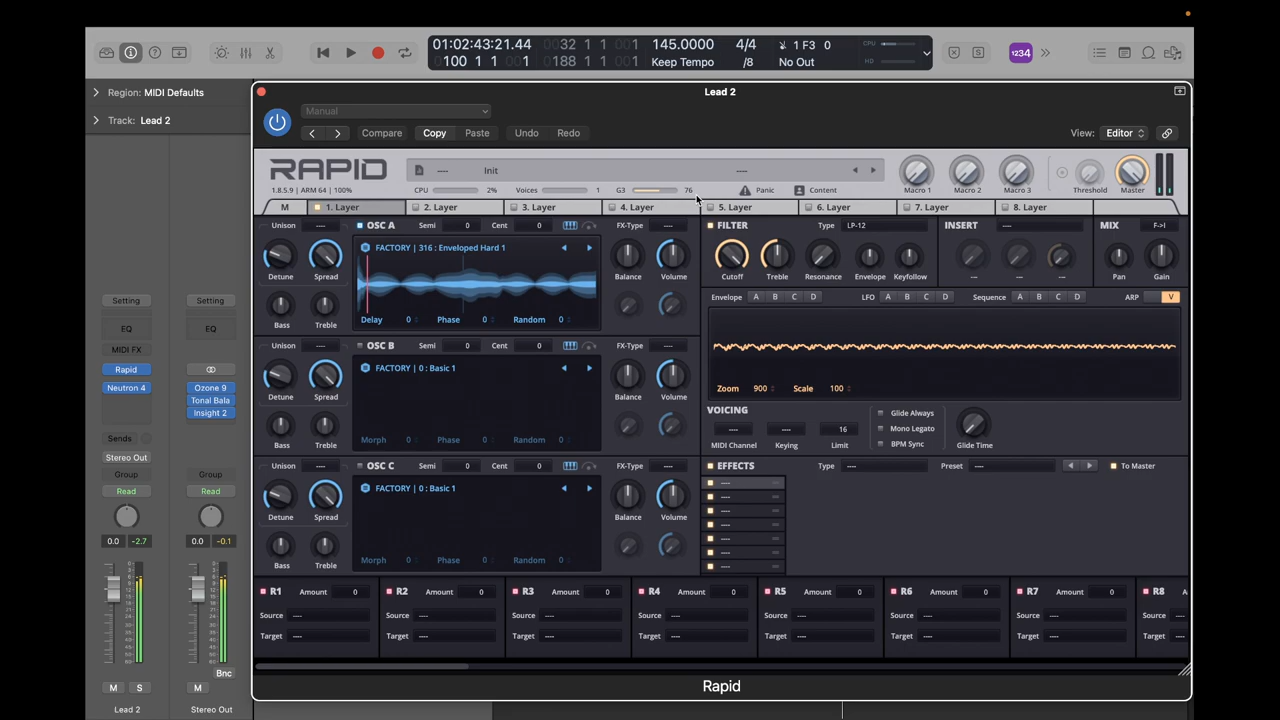 01:02:43:21.44 0032 1 1 001 145.0000 4/4 1 F3 0 CPU
0100 1 1 001 0188 1 1 001 Keep Tempo /8 No Out HD
1234
Region: MIDI Defaults
Track: Lead 2
Lead 2
Manual
Compare Copy Paste Undo Redo
View: Editor
RAPID
1.8.5.9 | ARM 64 | 100%
---- Init ----
CPU 2% Voices 1 G3 76 Panic Content
Macro 1 Macro 2 Macro 3 Threshold Master
M 1. Layer 2. Layer 3. Layer 4. Layer 5. Layer 6. Layer 7. Layer 8. Layer
Unison ---- OSC A Semi 0 Cent 0 FX-Type ----
FACTORY | 316 : Enveloped Hard 1
Detune Spread Balance Volume
Bass Treble
Delay 0 Phase 0 Random 0
Unison ---- OSC B Semi 0 Cent 0 FX-Type ----
FACTORY | 0 : Basic 1
Detune Spread Balance Volume
Bass Treble
Morph 0 Phase 0 Random 0
Unison ---- OSC C Semi 0 Cent 0 FX-Type ----
FACTORY | 0 : Basic 1
Detune Spread Balance Volume
Bass Treble
Morph 0 Phase 0 Random 0
FILTER Type LP-12 INSERT ---- MIX F->I
Cutoff Treble Resonance Envelope Keyfollow --- --- --- Pan Gain
Envelope A B C D LFO A B C D Sequence A B C D ARP V
Zoom 900 Scale 100
VOICING
---- ---- 16
MIDI Channel Keying Limit
Glide Always
Mono Legato
BPM Sync
Glide Time
EFFECTS Type ---- Preset ---- To Master
----
----
----
----
----
----
----
R1 Amount 0 R2 Amount 0 R3 Amount 0 R4 Amount 0 R5 Amount 0 R6 Amount 0 R7 Amount 0 R8 A
Source ---- Source ---- Source ---- Source ---- Source ---- Source ---- Source ---- Source ----
Target ---- Target ---- Target ---- Target ---- Target ---- Target ---- Target ---- Target ----
Rapid
Setting Setting
EQ EQ
MIDI FX
Rapid
Neutron 4 Ozone 9
Tonal Bala
Insight 2
Sends
Stereo Out
Group Group
Read Read
0.0 -2.7 0.0 -0.1
Bnc
M S M
Lead 2 Stereo Out